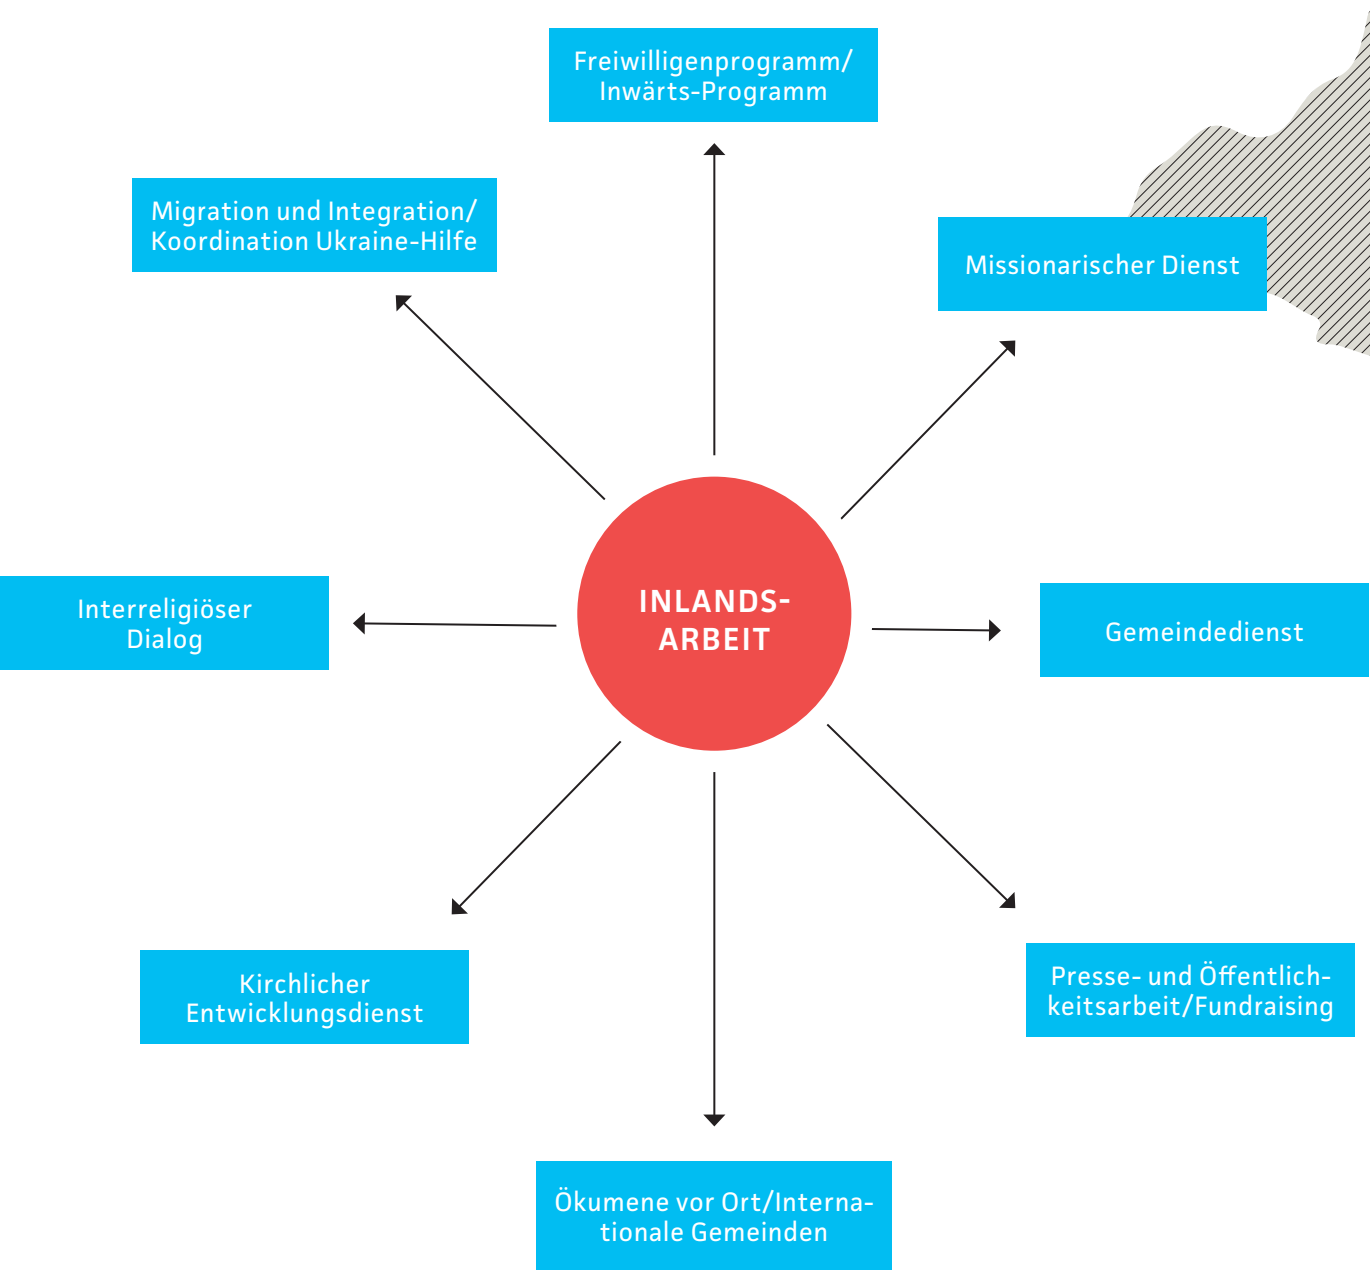 Freiwilligenprogramm/
Inwärts-Programm
Migration und Integration/
Koordination Ukraine-Hilfe
Missionarischer Dienst
INLANDS-
ARBEIT
Interreligiöser
Dialog
Gemeindedienst
Kirchlicher
Entwicklungsdienst
Presse- und Öffentlich-
keitsarbeit/Fundraising
Ökumene vor Ort/Interna-
tionale Gemeinden